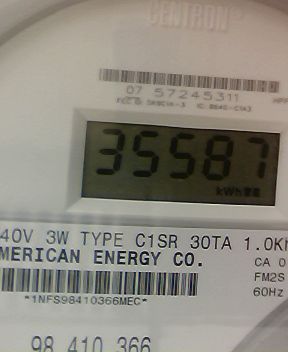 CENTRON®
07 57245311
35587
kWh
40V 3W TYPE C1SR 30TA 1.0Kh
MERICAN ENERGY CO.
CA 0
FM2S
60Hz
*1NFS98410366MEC*
98 410 366